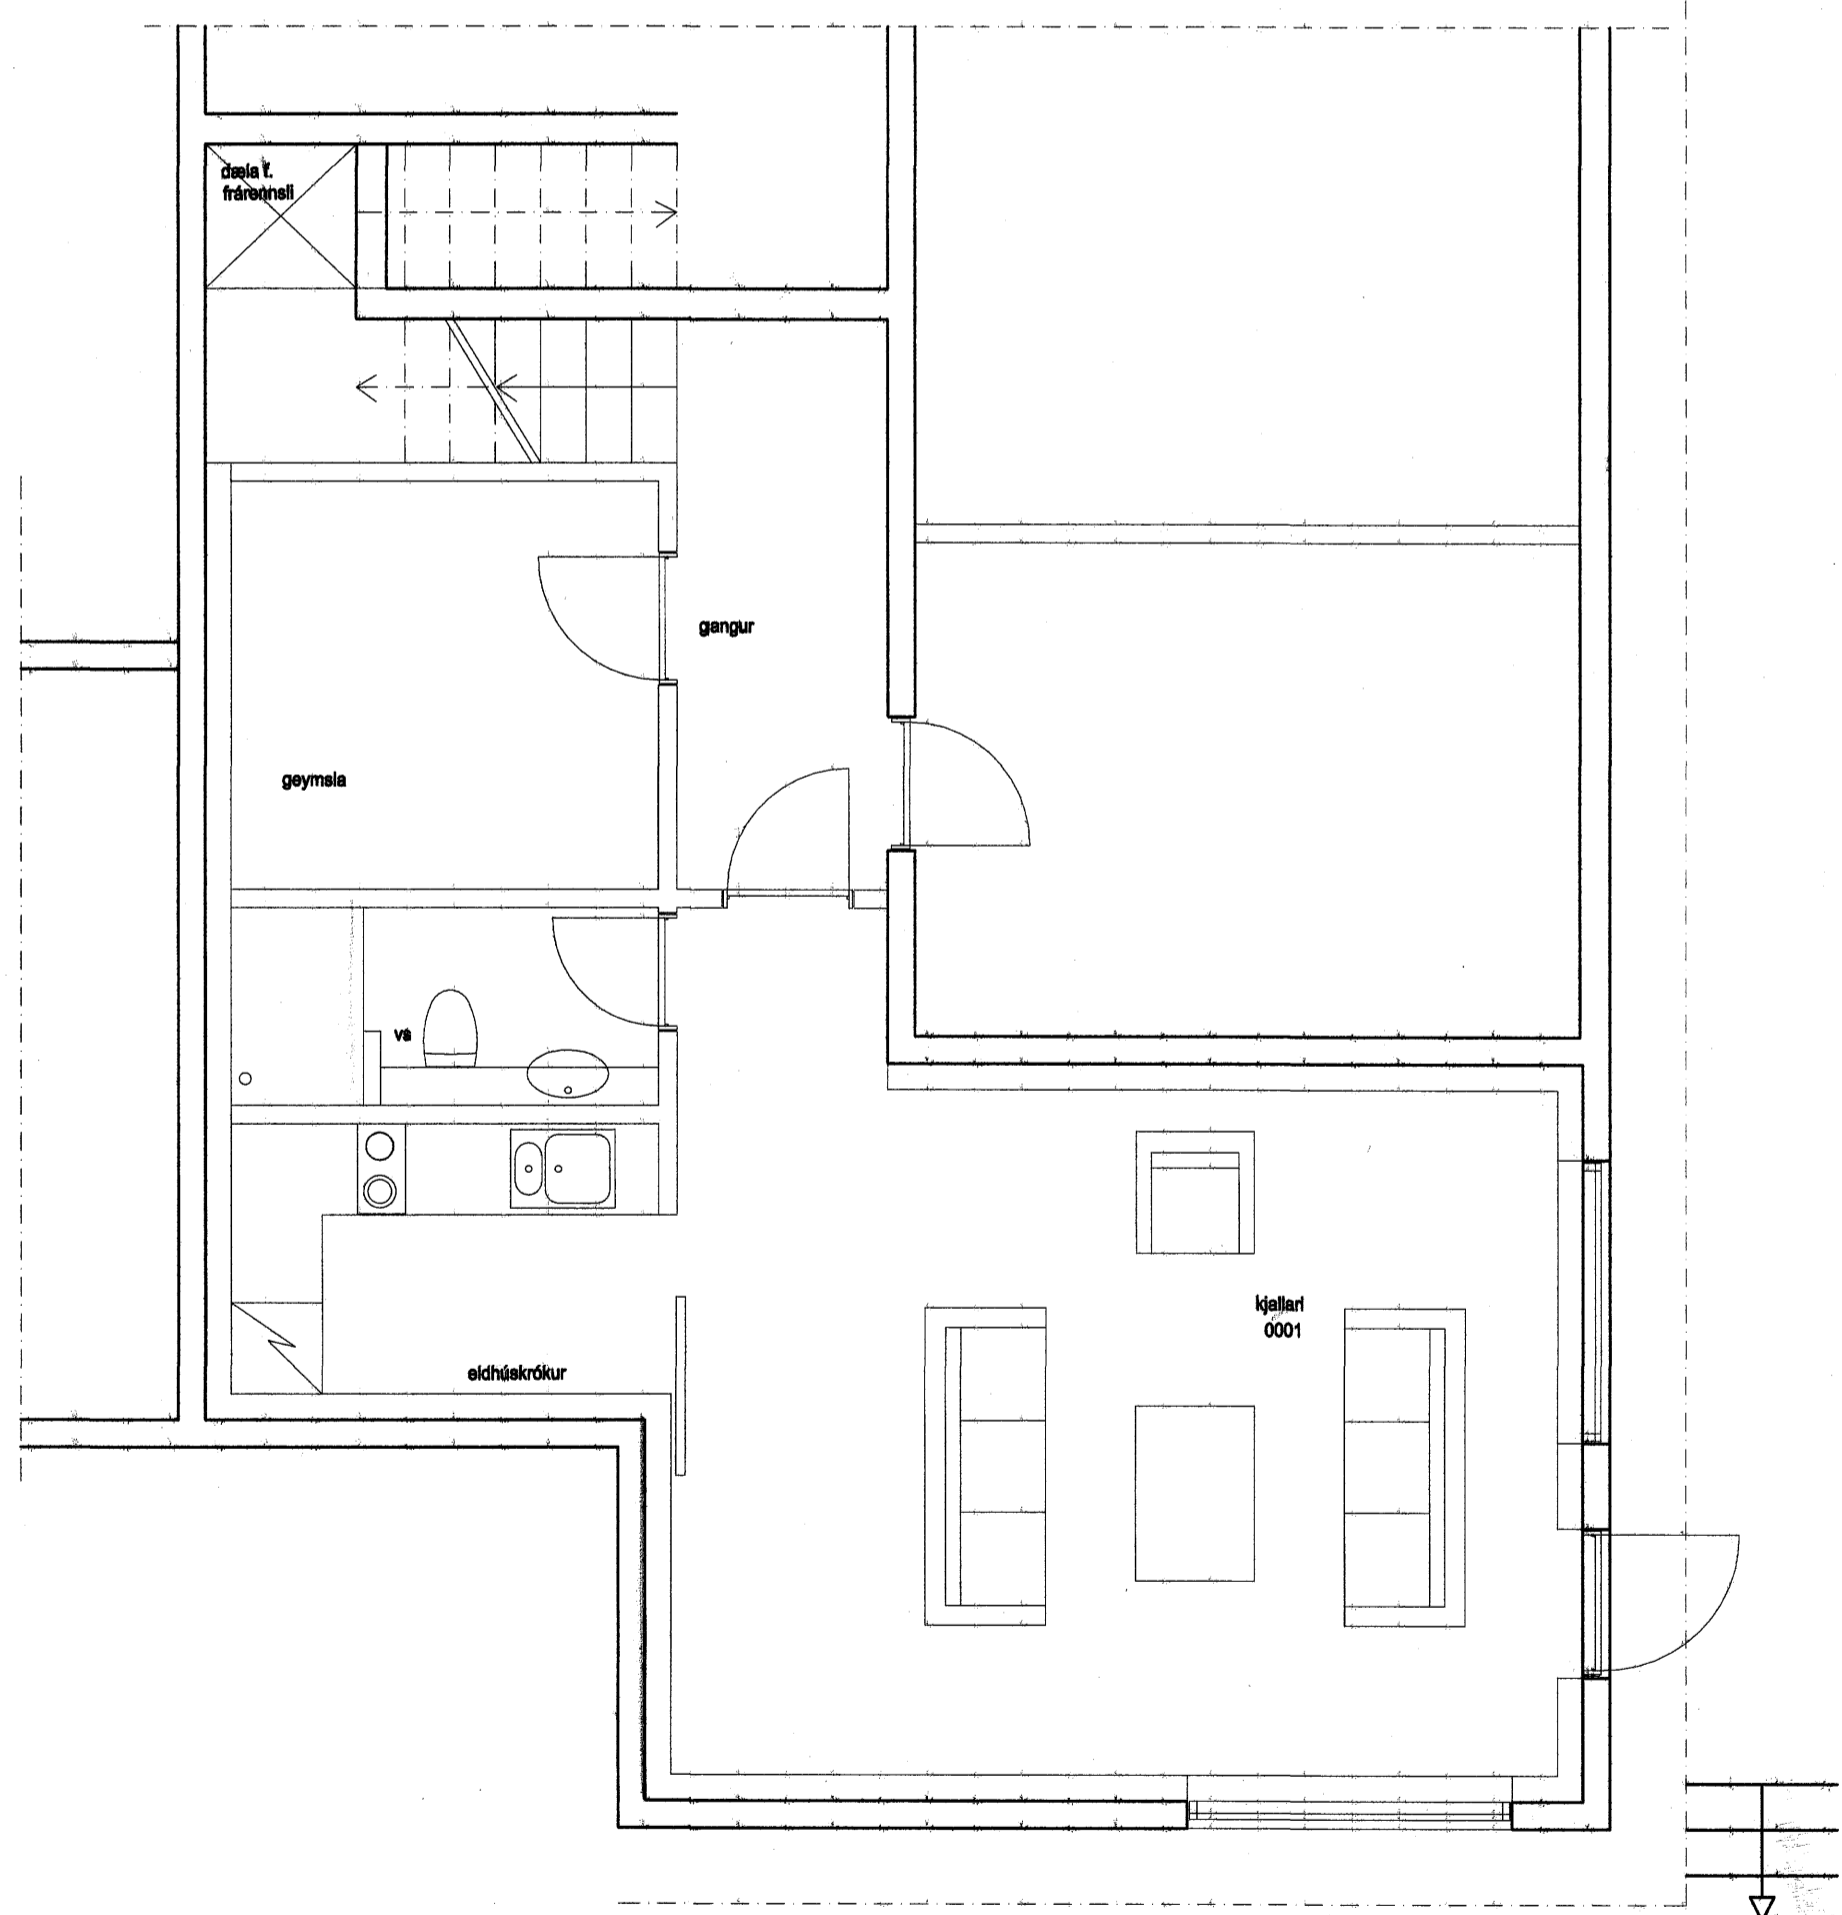 dæla f.
frárennsli
gangur
geymsla
vs
kjallari
0001
eldhúskrókur